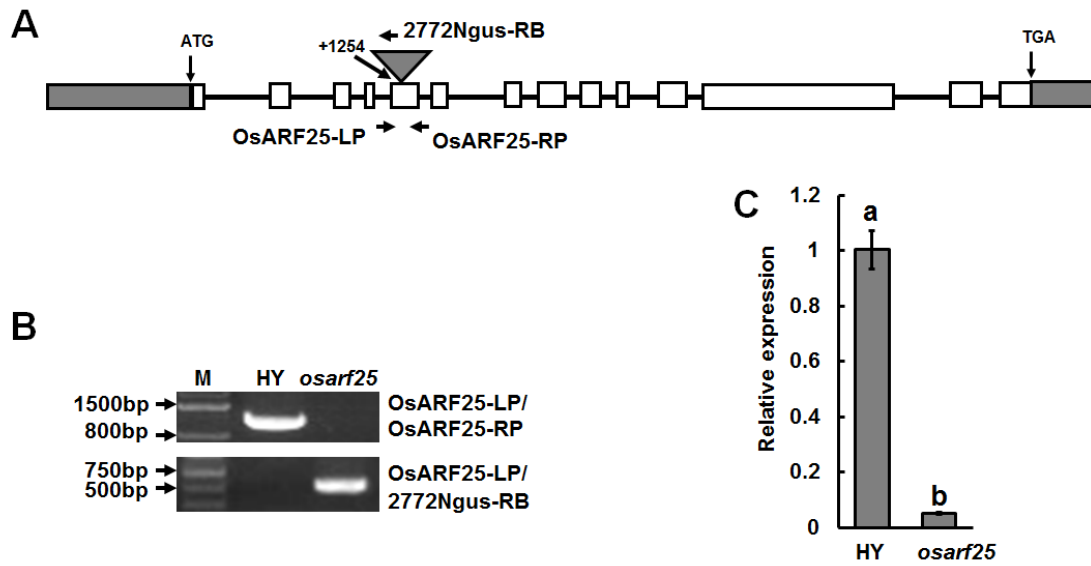 A
2772Ngus-RB
ATG
+1254
TGA
OsARF25-LP
OsARF25-RP
C
1.2
1
0.8
0.6
0.4
0.2
0
Relative expression
a
b
HY
osarf25
B
M
HY
osarf25
1500bp
800bp
OsARF25-LP/
OsARF25-RP
750bp
500bp
OsARF25-LP/
2772Ngus-RB